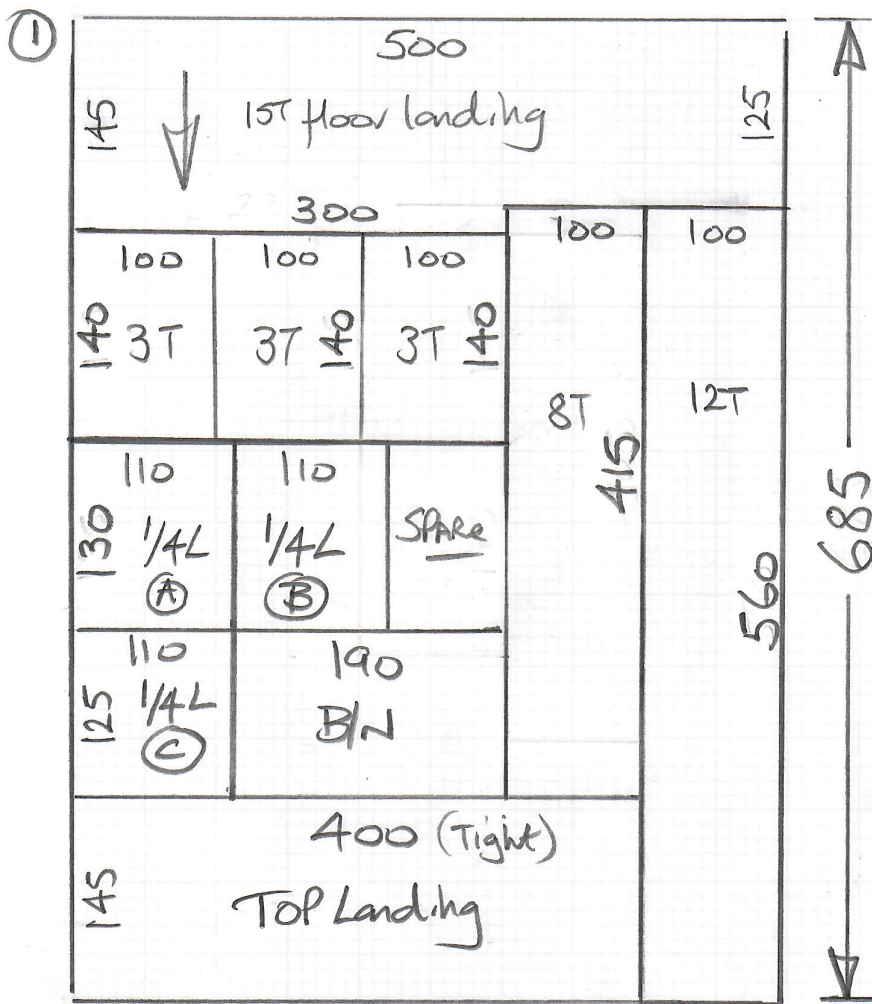 ①
500
145
1ST floor landing
125
300
100 100 100 100 100
140 3T 3T 140 3T 140
8T 12T
415
685
110 110
130 1/4L 1/4L SPARE
Ⓐ Ⓑ
560
110 190
125 1/4L B/N
Ⓒ
400 (Tight)
145 TOP Landing